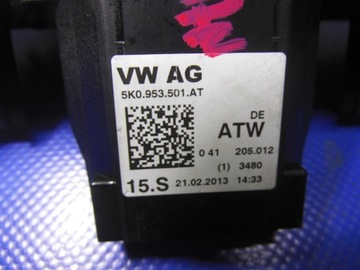 VW AG
5K0.953.501.AT
DE
ATW
0 41 205.012
(1) 3480
15.S 21.02.2013 14:33